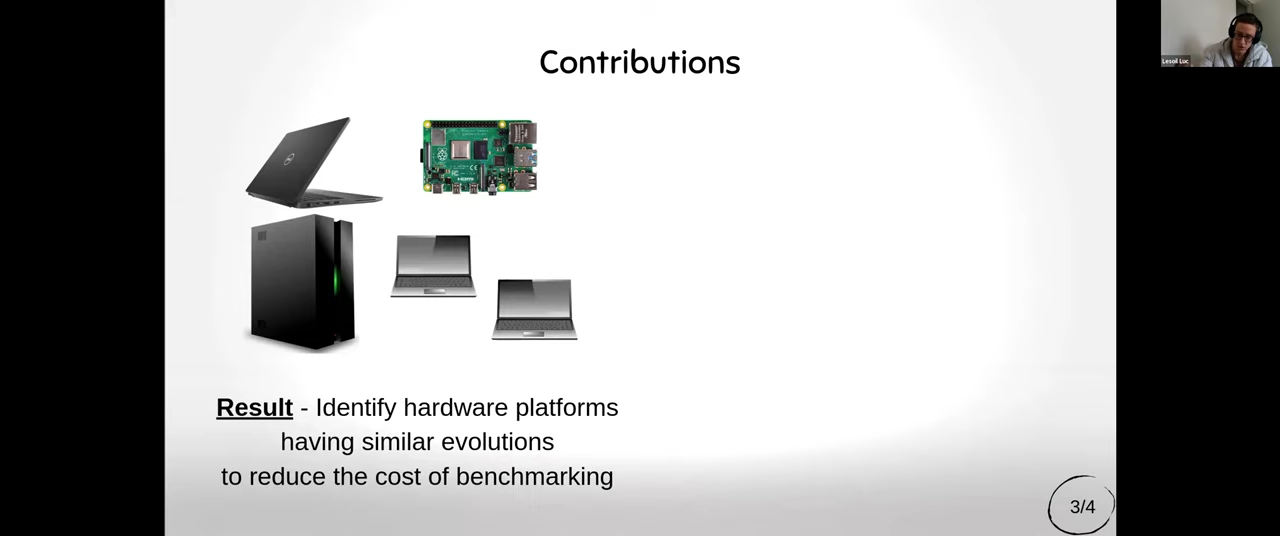 Contributions
Result - Identify hardware platforms
having similar evolutions
to reduce the cost of benchmarking
3/4
Lesoil Luc